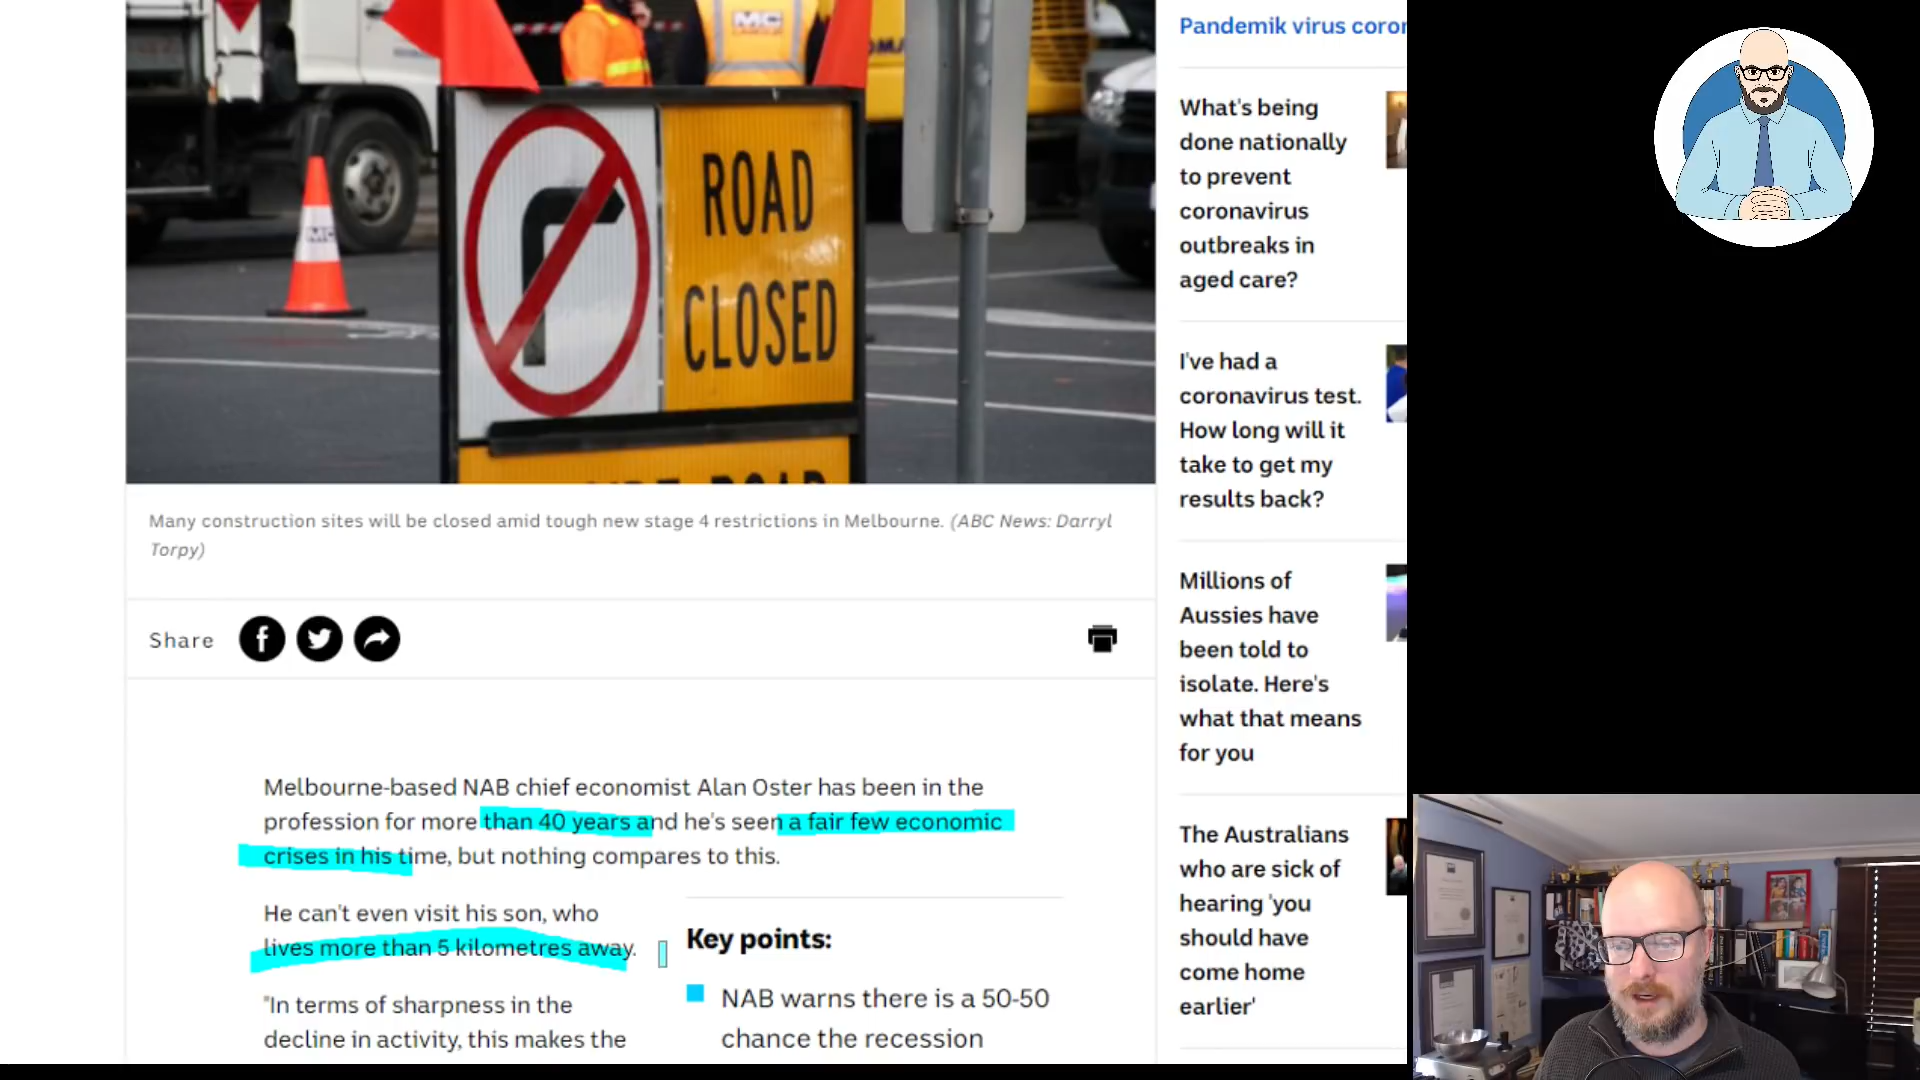 MC
ROAD
CLOSED
Many construction sites will be closed amid tough new stage 4 restrictions in Melbourne. (ABC News: Darryl
Torpy)
Share
Melbourne-based NAB chief economist Alan Oster has been in the
profession for more than 40 years and he's seen a fair few economic
crises in his time, but nothing compares to this.
He can't even visit his son, who
lives more than 5 kilometres away.
"In terms of sharpness in the
decline in activity, this makes the
Key points:
NAB warns there is a 50-50
chance the recession
Pandemik virus coror
What's being
done nationally
to prevent
coronavirus
outbreaks in
aged care?
I've had a
coronavirus test.
How long will it
take to get my
results back?
Millions of
Aussies have
been told to
isolate. Here's
what that means
for you
The Australians
who are sick of
hearing 'you
should have
come home
earlier'